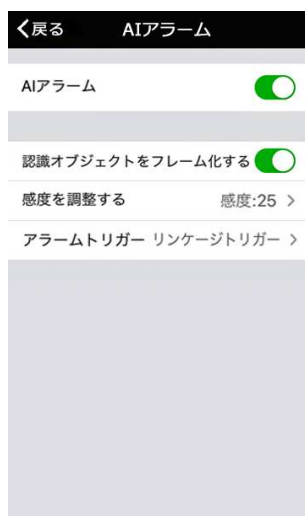 戻る AIアラーム
AIアラーム
認識オブジェクトをフレーム化する
感度を調整する 感度:25
アラームトリガー リンケージトリガー